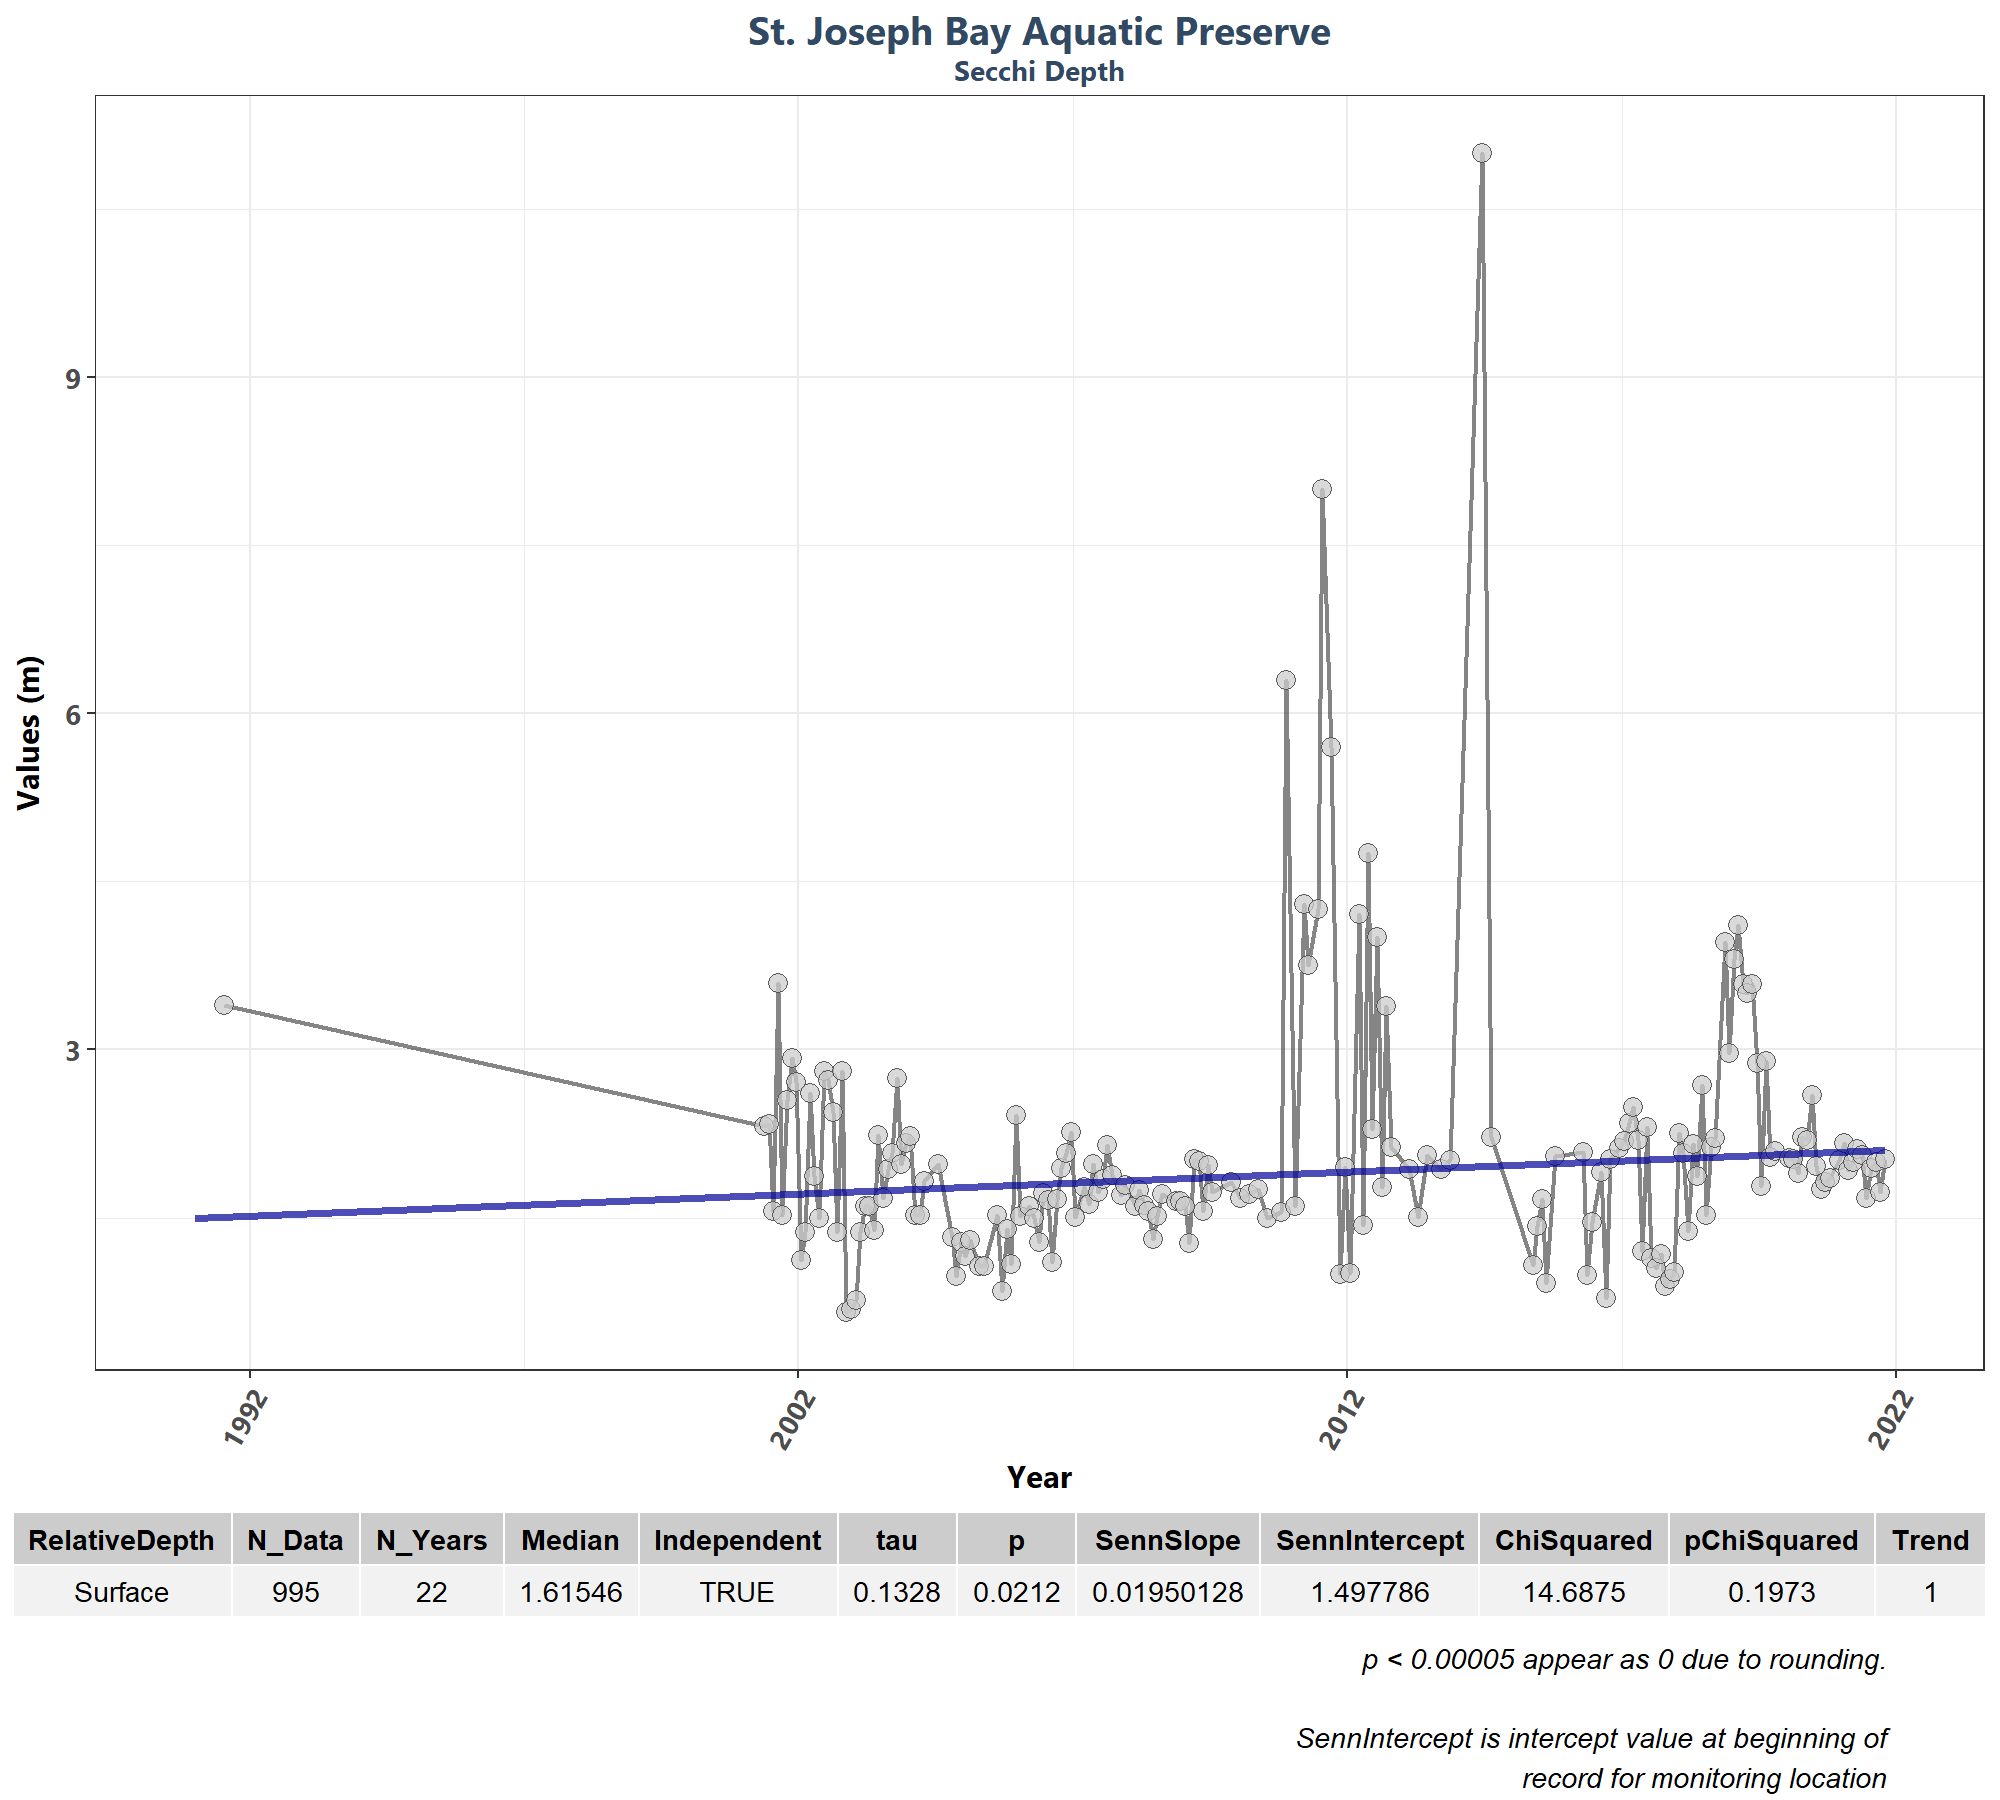 St. Joseph Bay Aquatic Preserve
Secchi Depth
Values (m)
9
6
3
1992 2002 2012 2022
Year
RelativeDepth N_Data N_Years Median Independent tau p SennSlope SennIntercept ChiSquared pChiSquared Trend
Surface 995 22 1.61546 TRUE 0.1328 0.0212 0.01950128 1.497786 14.6875 0.1973 1
p < 0.00005 appear as 0 due to rounding.
SennIntercept is intercept value at beginning of
record for monitoring location